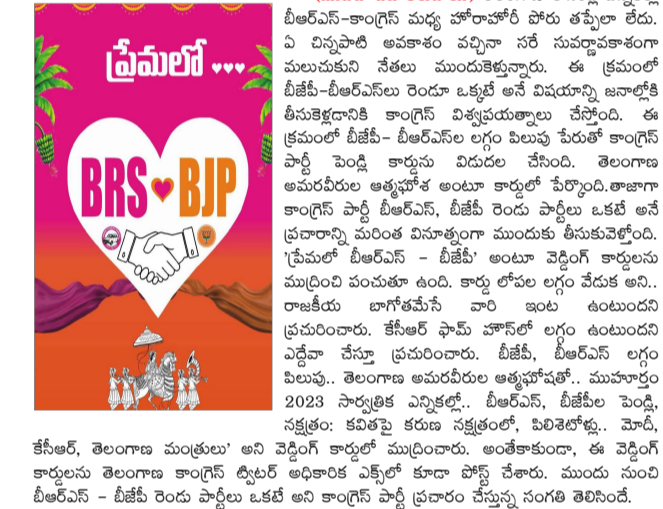 ప్రేమలో
BRS BJP
బీఆర్ఎస్-కాంగ్రెస్ మధ్య హోరాహోరీ పోరు తప్పేలా లేదు.
ఏ చిన్నపాటి అవకాశం వచ్చినా సరే సువర్ణావకాశంగా
మలుచుకుని నేతలు ముందుకెళ్తున్నారు. ఈ క్రమంలో
బీజేపీ-బీఆర్ఎస్‌లు రెండూ ఒక్కటే అనే విషయాన్ని జనాల్లోకి
తీసుకెళ్లడానికి కాంగ్రెస్ విశ్వప్రయత్నాలు చేస్తోంది. ఈ
క్రమంలో బీజేపీ- బీఆర్ఎస్‌ల లగ్గం పిలుపు పేరుతో కాంగ్రెస్
పార్టీ పెండ్లి కార్డును విడుదల చేసింది. తెలంగాణ
అమరవీరుల ఆత్మఘోశ అంటూ కార్డులో పేర్కొంది.తాజాగా
కాంగ్రెస్ పార్టీ బీఆర్ఎస్, బీజేపీ రెండు పార్టీలు ఒకటే అనే
ప్రచారాన్ని మరింత వినూత్నంగా ముందుకు తీసుకువెళ్తోంది.
'ప్రేమలో బీఆర్ఎస్ - బీజేపీ' అంటూ వెడ్డింగ్ కార్డులను
ముద్రించి పంచుతూ ఉంది. కార్డు లోపల లగ్గం వేడుక అని..
రాజకీయ బాగోతమేసే వారి ఇంట ఉంటుందని
ప్రచురించారు. కేసీఆర్ ఫామ్ హౌస్‌లో లగ్గం ఉంటుందని
ఎద్దేవా చేస్తూ ప్రచురించారు. బీజేపీ, బీఆర్ఎస్ లగ్గం
పిలుపు.. తెలంగాణ అమరవీరుల ఆత్మఘోషతో.. ముహూర్తం
2023 సార్వత్రిక ఎన్నికల్లో.. బీఆర్ఎస్, బీజేపీల పెండ్లి,
నక్షత్రం: కవితపై కరుణ నక్షత్రంలో, పిలిశెటోళ్లు.. మోదీ,
కేసీఆర్, తెలంగాణ మంత్రులు' అని వెడ్డింగ్ కార్డులో ముద్రించారు. అంతేకాకుండా, ఈ వెడ్డింగ్
కార్డులను తెలంగాణ కాంగ్రెస్ ట్విటర్ అధికారిక ఎక్స్‌లో కూడా పోస్ట్ చేశారు. ముందు నుంచి
బీఆర్ఎస్ - బీజేపీ రెండు పార్టీలు ఒకటే అని కాంగ్రెస్ పార్టీ ప్రచారం చేస్తున్న సంగతి తెలిసిందే.